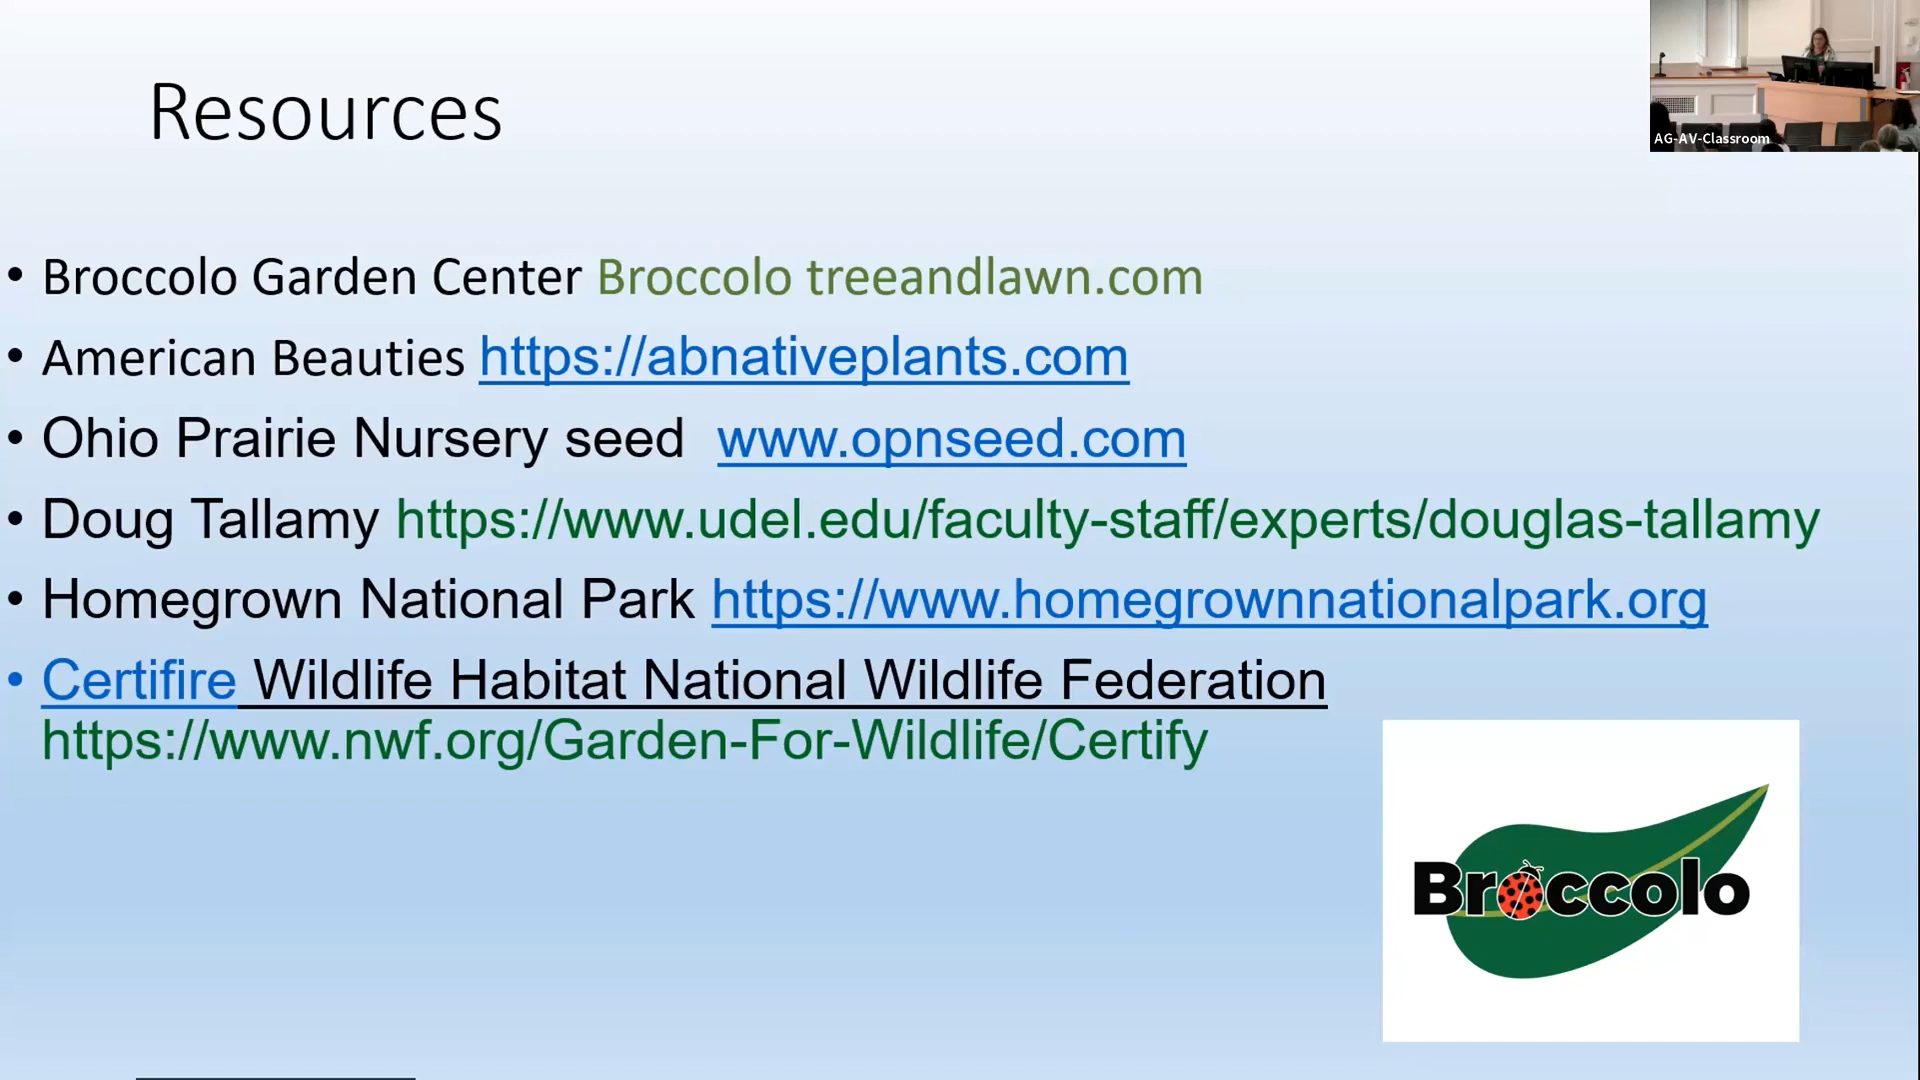 Resources
AG-AV-Classroom
• Broccolo Garden Center Broccolo treeandlawn.com
• American Beauties https://abnativeplants.com
• Ohio Prairie Nursery seed www.opnseed.com
• Doug Tallamy https://www.udel.edu/faculty-staff/experts/douglas-tallamy
• Homegrown National Park https://www.homegrownnationalpark.org
• Certifire Wildlife Habitat National Wildlife Federation
https://www.nwf.org/Garden-For-Wildlife/Certify
Broccolo